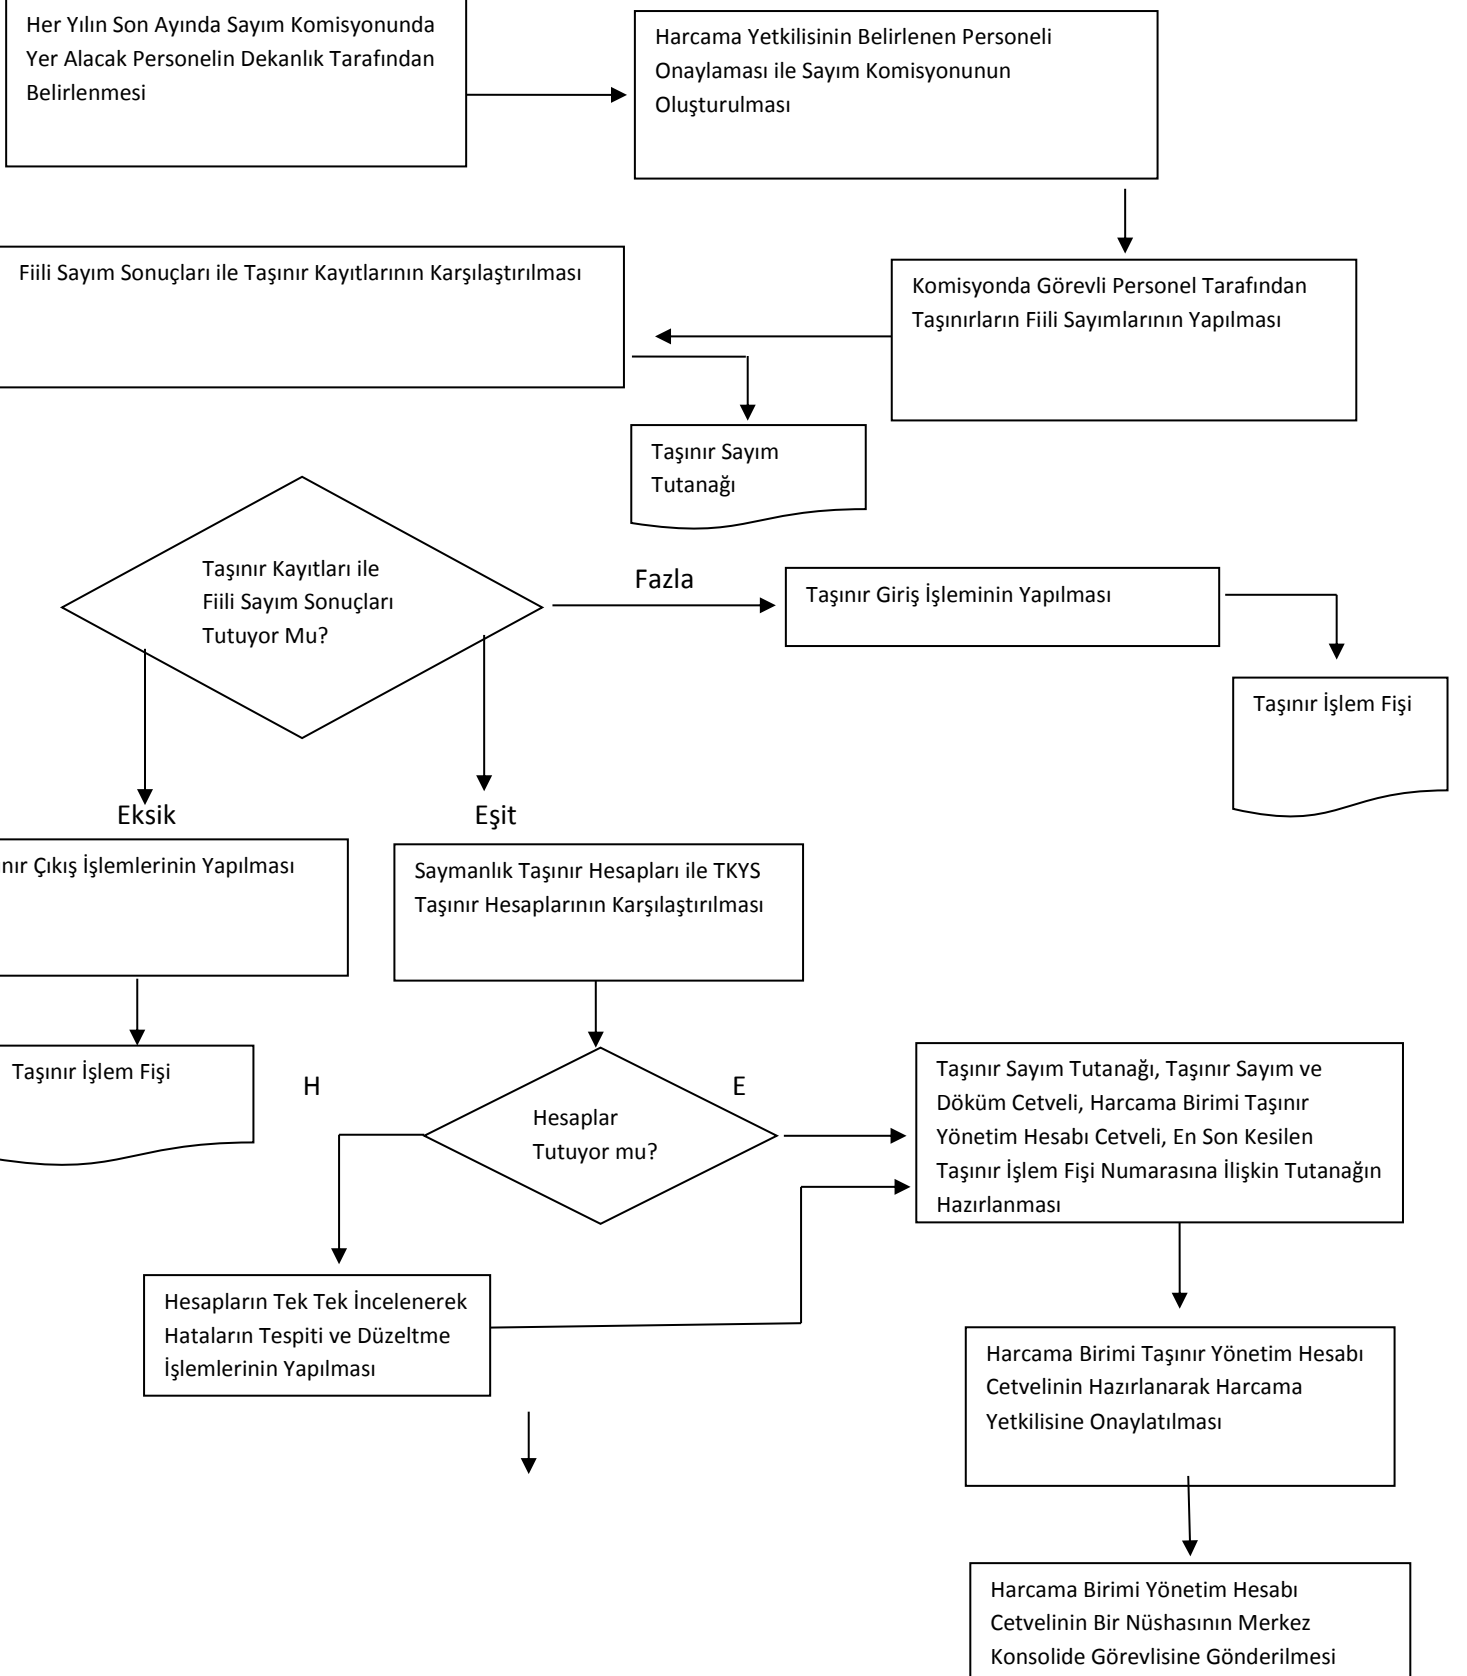 Her Yılın Son Ayında Sayım Komisyonunda
Yer Alacak Personelin Dekanlık Tarafından
Belirlenmesi
Harcama Yetkilisinin Belirlenen Personeli
Onaylaması ile Sayım Komisyonunun
Oluşturulması
Fiili Sayım Sonuçları ile Taşınır Kayıtlarının Karşılaştırılması
Komisyonda Görevli Personel Tarafından
Taşınırların Fiili Sayımlarının Yapılması
Taşınır Sayım
Tutanağı
Taşınır Kayıtları ile
Fiili Sayım Sonuçları
Tutuyor Mu?
Fazla
Taşınır Giriş İşleminin Yapılması
Taşınır İşlem Fişi
Eksik
Eşit
nır Çıkış İşlemlerinin Yapılması
Saymanlık Taşınır Hesapları ile TKYS
Taşınır Hesaplarının Karşılaştırılması
Taşınır İşlem Fişi
H
Hesaplar
Tutuyor mu?
E
Taşınır Sayım Tutanağı, Taşınır Sayım ve
Döküm Cetveli, Harcama Birimi Taşınır
Yönetim Hesabı Cetveli, En Son Kesilen
Taşınır İşlem Fişi Numarasına İlişkin Tutanağın
Hazırlanması
Hesapların Tek Tek İncelenerek
Hataların Tespiti ve Düzeltme
İşlemlerinin Yapılması
Harcama Birimi Taşınır Yönetim Hesabı
Cetvelinin Hazırlanarak Harcama
Yetkilisine Onaylatılması
Harcama Birimi Yönetim Hesabı
Cetvelinin Bir Nüshasının Merkez
Konsolide Görevlisine Gönderilmesi